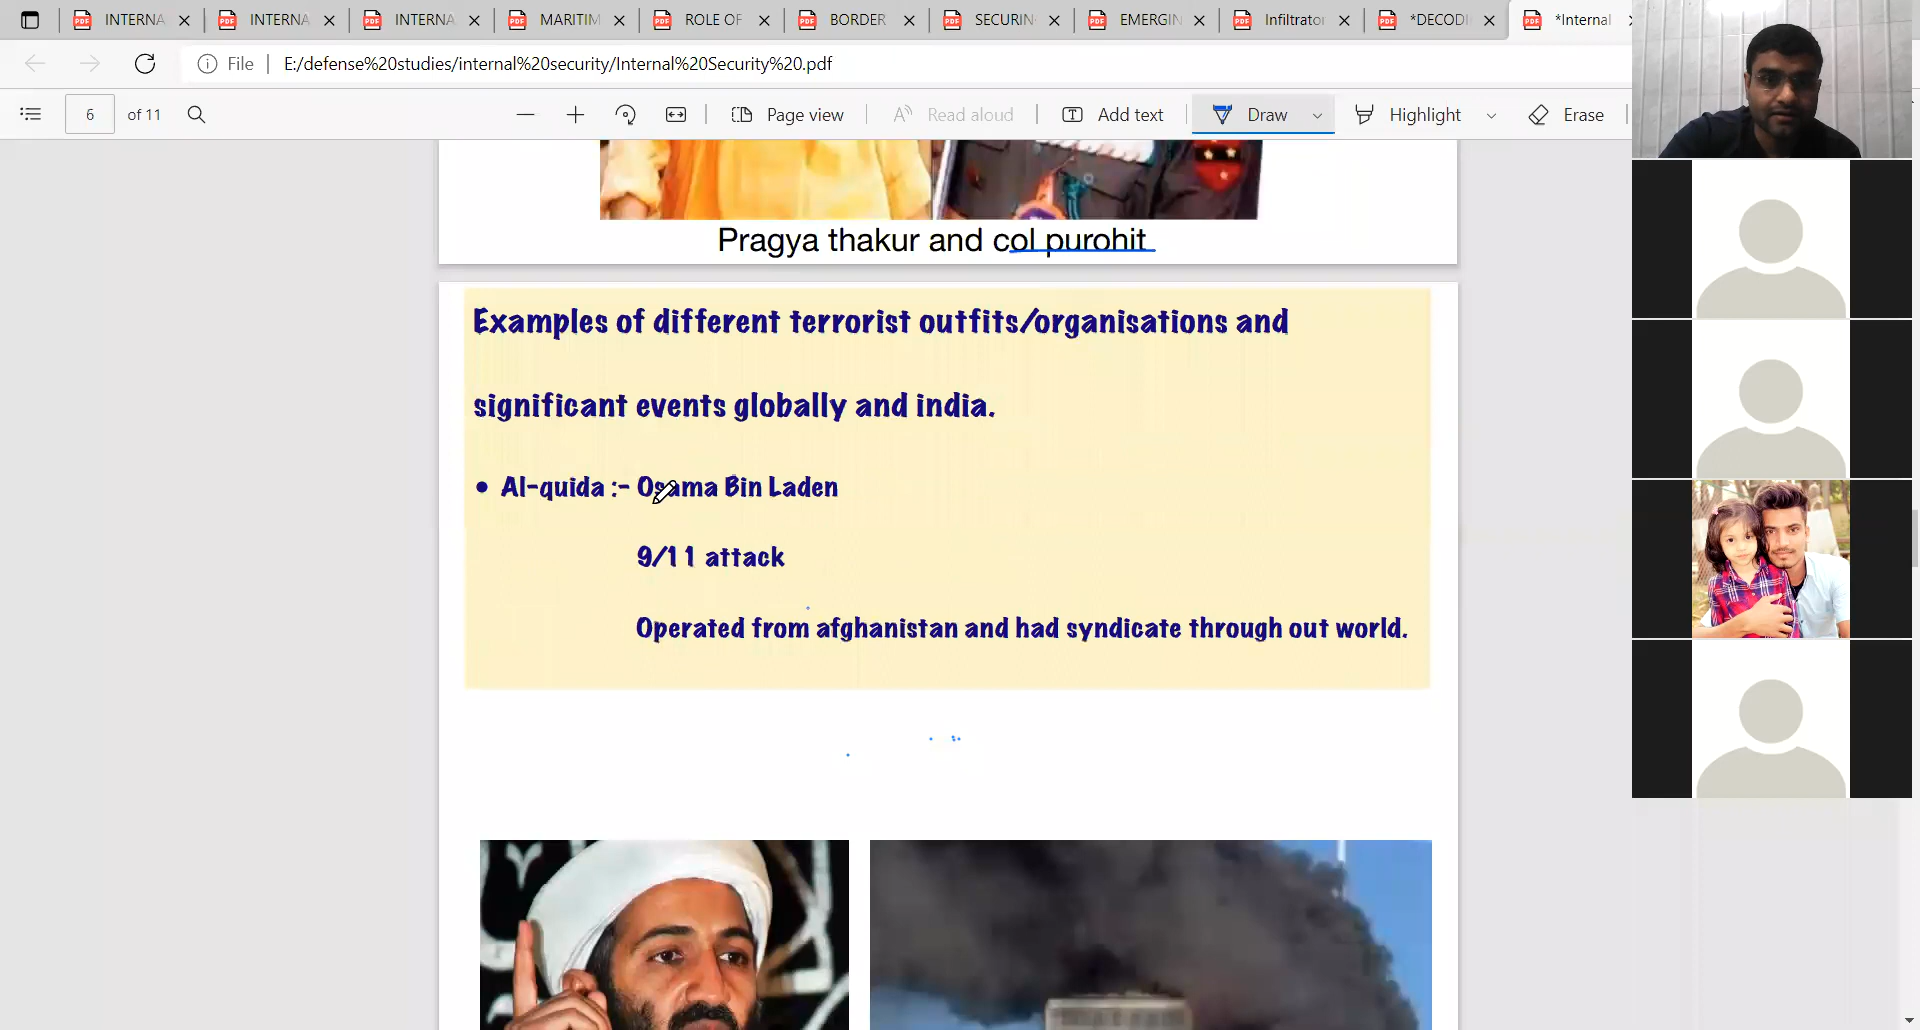 INTERNA
INTERNA
INTERNA
MARITIM
ROLE OF
BORDER
SECURIN
EMERGIN
Infiltrator
*DECODI
*Internal
File
E:/defense%20studies/internal%20security/Internal%20Security%20.pdf
6 of 11
Page view
Read aloud
Add text
Draw
Highlight
Erase
Pragya thakur and col purohit
Examples of different terrorist outfits/organisations and
significant events globally and india.
• Al-quida :- Osama Bin Laden
9/11 attack
Operated from afghanistan and had syndicate through out world.